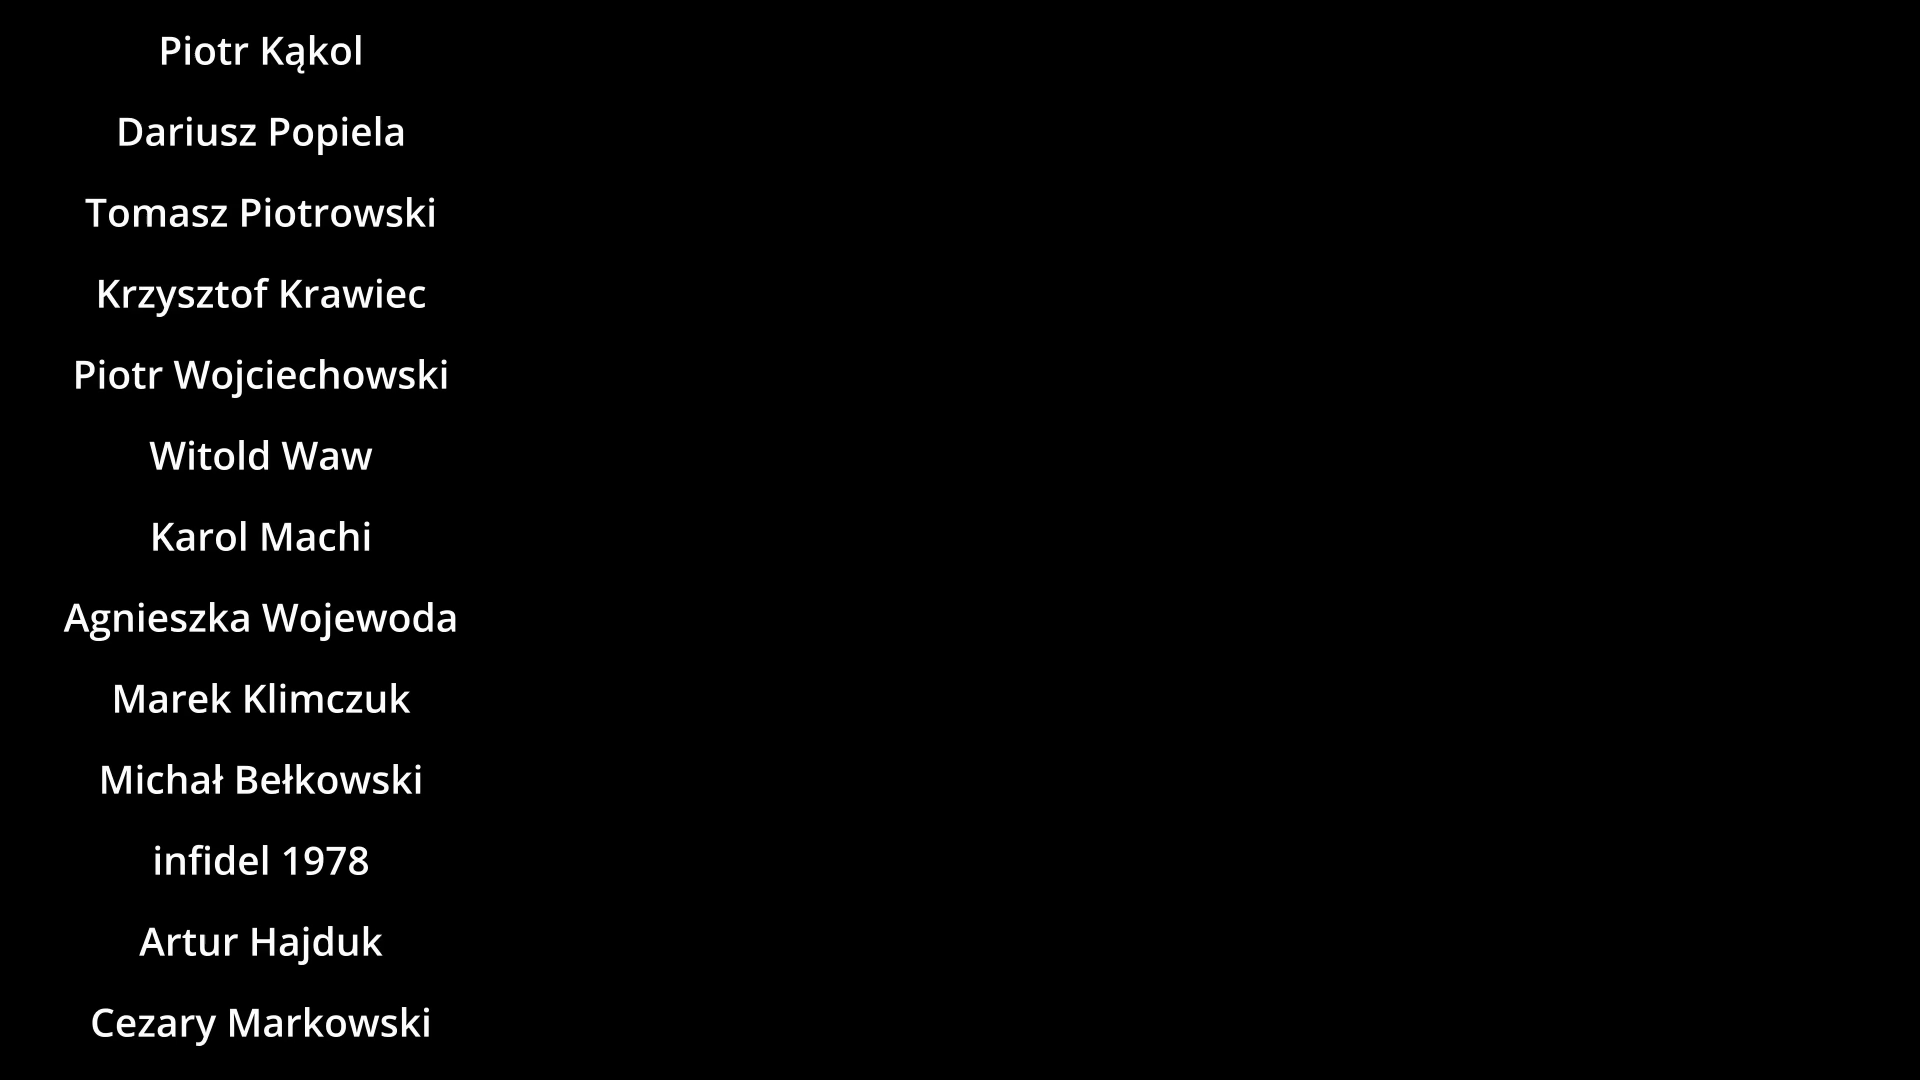 Piotr Kąkol
Dariusz Popiela
Tomasz Piotrowski
Krzysztof Krawiec
Piotr Wojciechowski
Witold Waw
Karol Machi
Agnieszka Wojewoda
Marek Klimczuk
Michał Bełkowski
infidel 1978
Artur Hajduk
Cezary Markowski